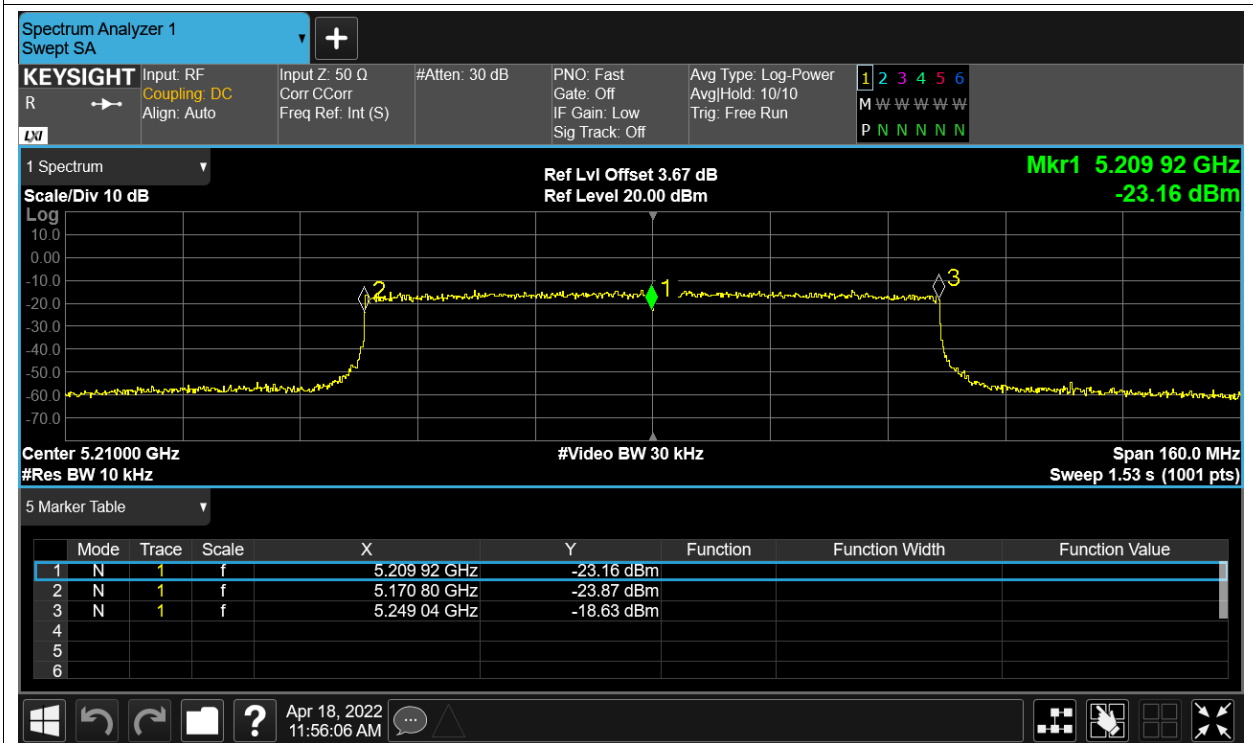 Spectrum Analyzer 1
Swept SA
+
KEYSIGHT
R
LXI
Input: RF
Coupling: DC
Align: Auto
Input Z: 50 Ω
Corr CCorr
Freq Ref: Int (S)
#Atten: 30 dB
PNO: Fast
Gate: Off
IF Gain: Low
Sig Track: Off
Avg Type: Log-Power
Avg|Hold: 10/10
Trig: Free Run
1 2 3 4 5 6
M W W W W W
P N N N N N
1 Spectrum
Scale/Div 10 dB
Ref Lvl Offset 3.67 dB
Ref Level 20.00 dBm
Mkr1 5.209 92 GHz
-23.16 dBm
Log
10.0
0.00
-10.0
-20.0
-30.0
-40.0
-50.0
-60.0
-70.0
2
1
3
Center 5.21000 GHz
#Res BW 10 kHz
#Video BW 30 kHz
Span 160.0 MHz
Sweep 1.53 s (1001 pts)
5 Marker Table
Mode Trace Scale X Y Function Function Width Function Value
1 N 1 f 5.209 92 GHz -23.16 dBm
2 N 1 f 5.170 80 GHz -23.87 dBm
3 N 1 f 5.249 04 GHz -18.63 dBm
4
5
6
?
Apr 18, 2022
11:56:06 AM